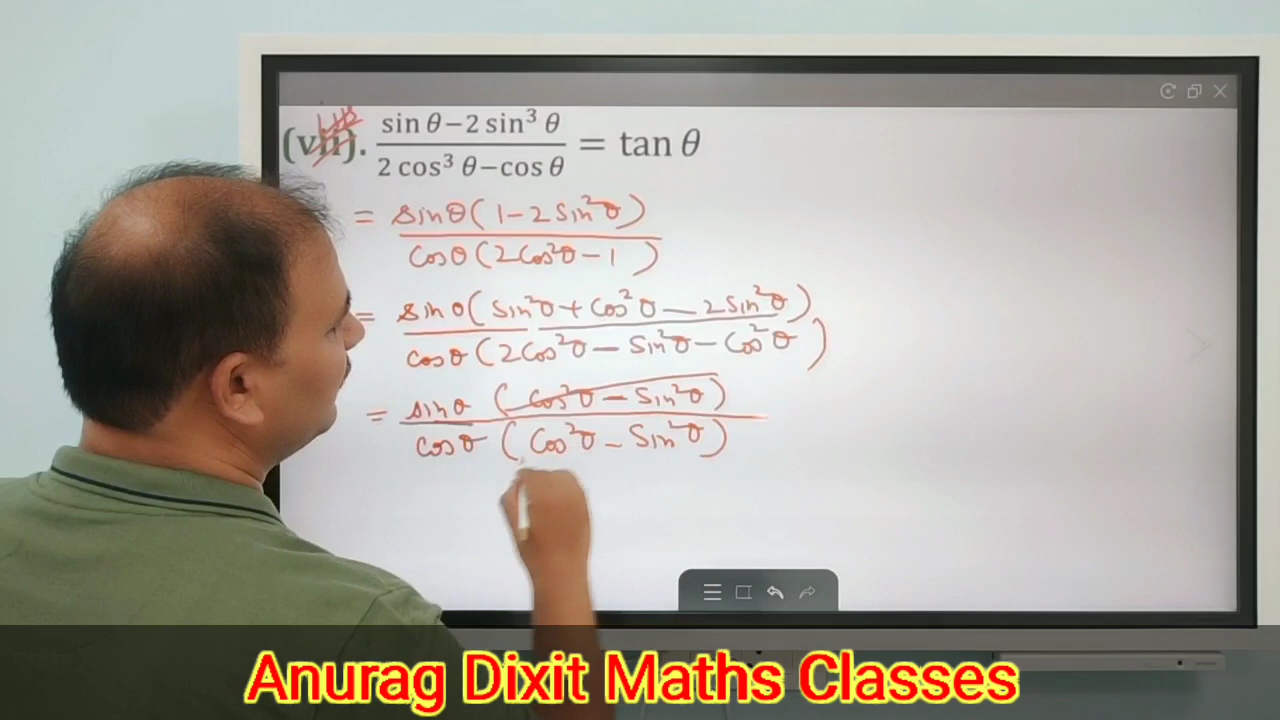 (vii). LHS
sin θ−2 sin³ θ / 2 cos³ θ−cos θ = tan θ
= sinθ(1−2sin²θ) / cosθ(2cos²θ−1)
= sinθ(sin²θ+cos²θ−2sin²θ) / cosθ(2cos²θ−sin²θ−cos²θ)
= sinθ (cos²θ−sin²θ) / cosθ (cos²θ−sin²θ)
Anurag Dixit Maths Classes